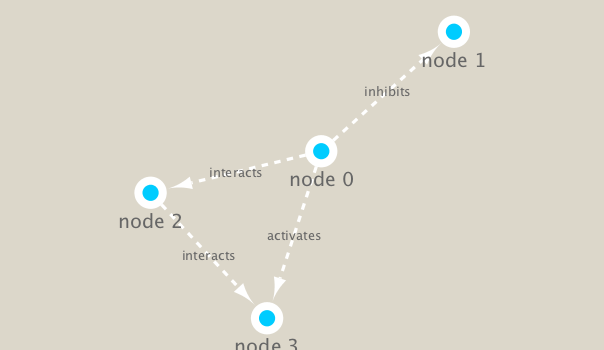 node 1
inhibits
interacts
node 0
node 2
activates
interacts
node 3